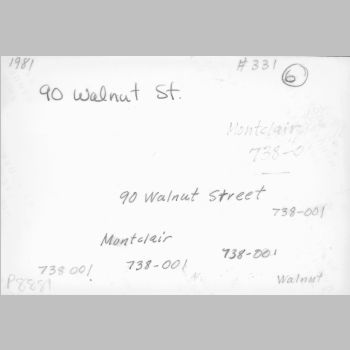 1981
#331
6
90 Walnut St.
Montclair
738-0
90 Walnut Street
738-001
Montclair
738-001
738-001
738 001
Walnut